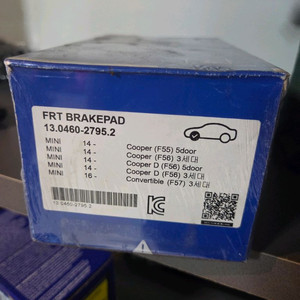 FRT BRAKEPAD
13.0460-2795.2
MINI 14 - Cooper (F55) 5door
MINI 14 - Cooper (F56) 3세대
MINI 14 - Cooper D (F56) 5door
MINI 14 - Cooper D (F56) 3세대
MINI 16 - Convertible (F57) 3세대
13.0460-2795.2